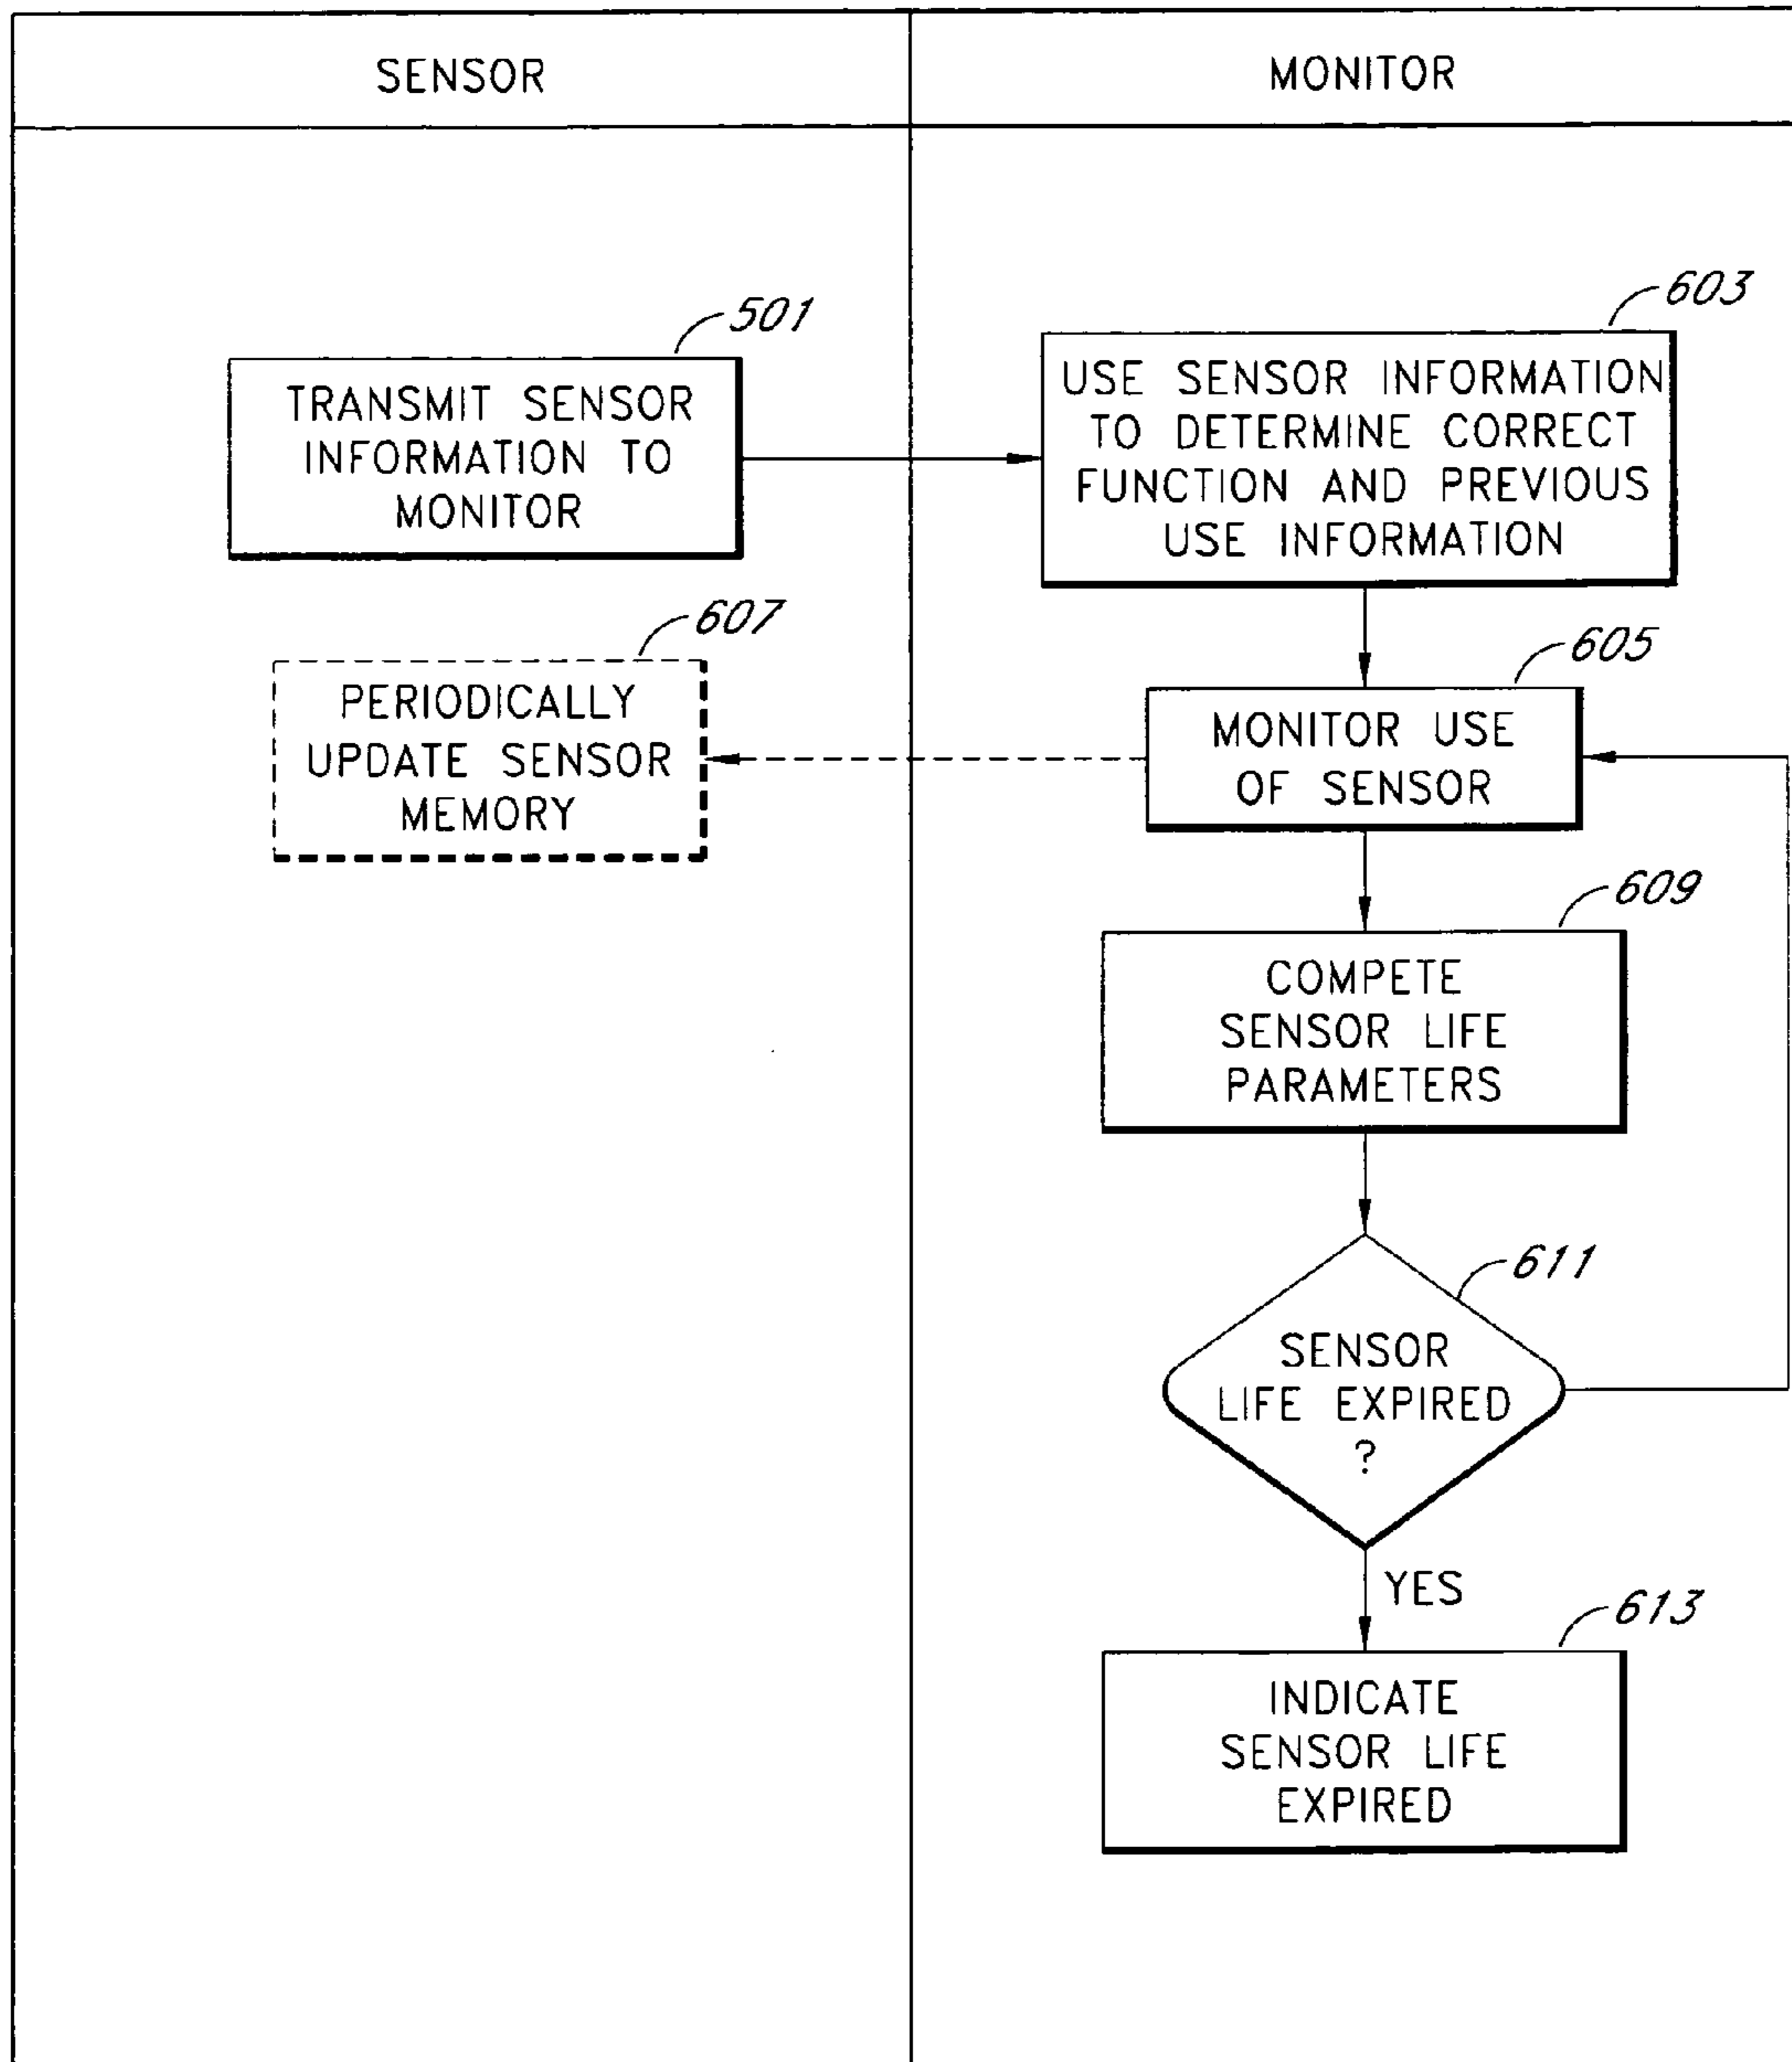 SENSOR
MONITOR
501
TRANSMIT SENSOR
INFORMATION TO
MONITOR
603
USE SENSOR INFORMATION
TO DETERMINE CORRECT
FUNCTION AND PREVIOUS
USE INFORMATION
607
PERIODICALLY
UPDATE SENSOR
MEMORY
605
MONITOR USE
OF SENSOR
609
COMPETE
SENSOR LIFE
PARAMETERS
611
SENSOR
LIFE EXPIRED
?
YES
613
INDICATE
SENSOR LIFE
EXPIRED